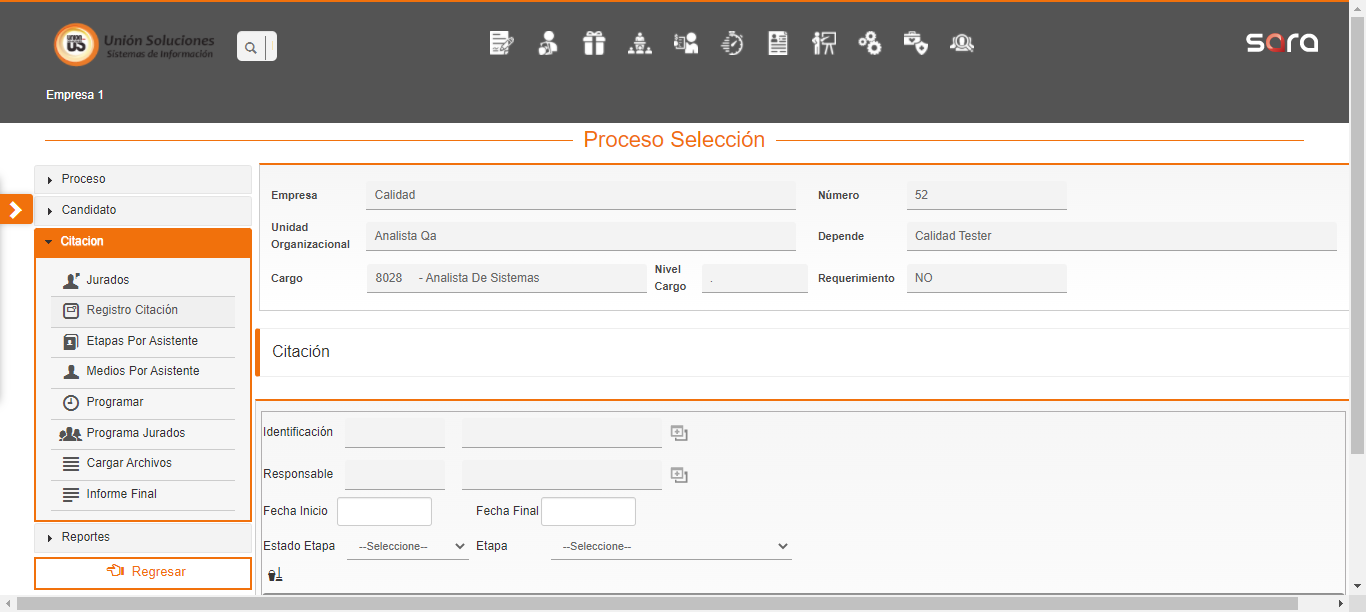 Unión Soluciones
Sistemas de Información
sara
Empresa 1
Proceso Selección
Proceso
Candidato
Citacion
Jurados
Registro Citación
Etapas Por Asistente
Medios Por Asistente
Programar
Programa Jurados
Cargar Archivos
Informe Final
Reportes
Regresar
Empresa Calidad Número 52
Unidad
Organizacional Analista Qa Depende Calidad Tester
Cargo 8028 - Analista De Sistemas Nivel
Cargo . Requerimiento NO
Citación
Identificación
Responsable
Fecha Inicio Fecha Final
Estado Etapa --Seleccione-- Etapa --Seleccione--